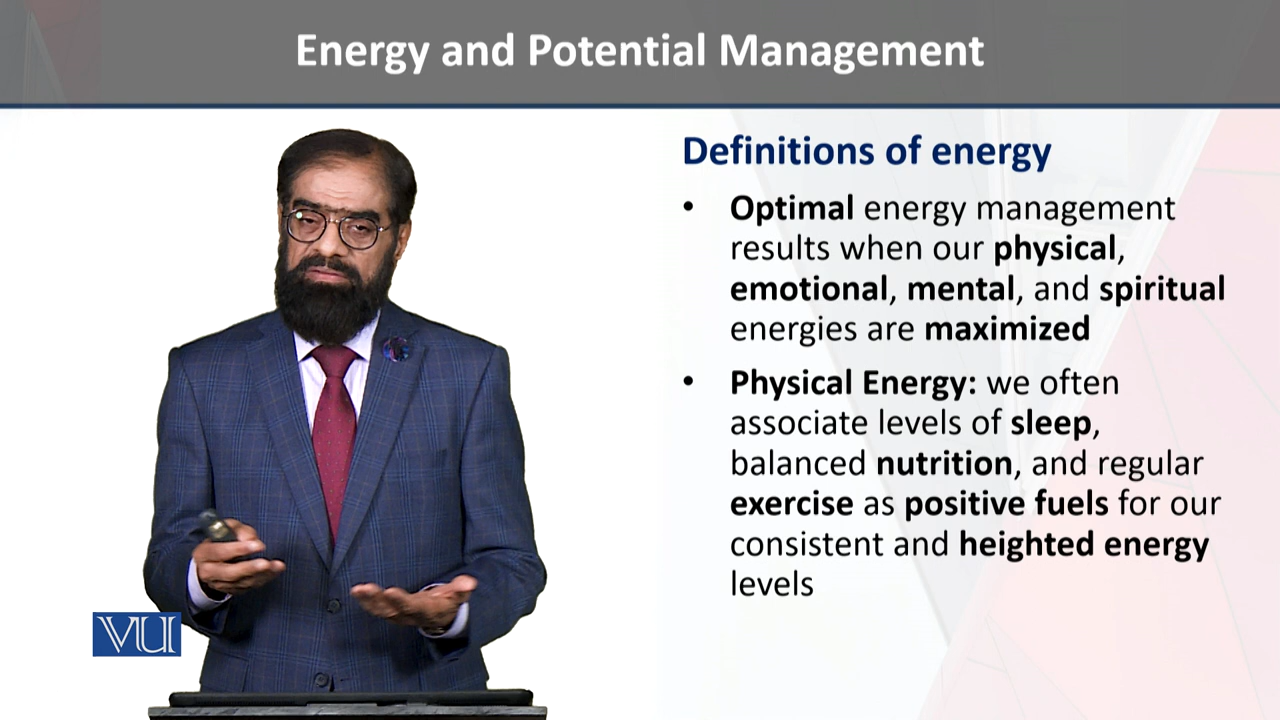 Energy and Potential Management
Definitions of energy
• Optimal energy management
results when our physical,
emotional, mental, and spiritual
energies are maximized
• Physical Energy: we often
associate levels of sleep,
balanced nutrition, and regular
exercise as positive fuels for our
consistent and heighted energy
levels
VU